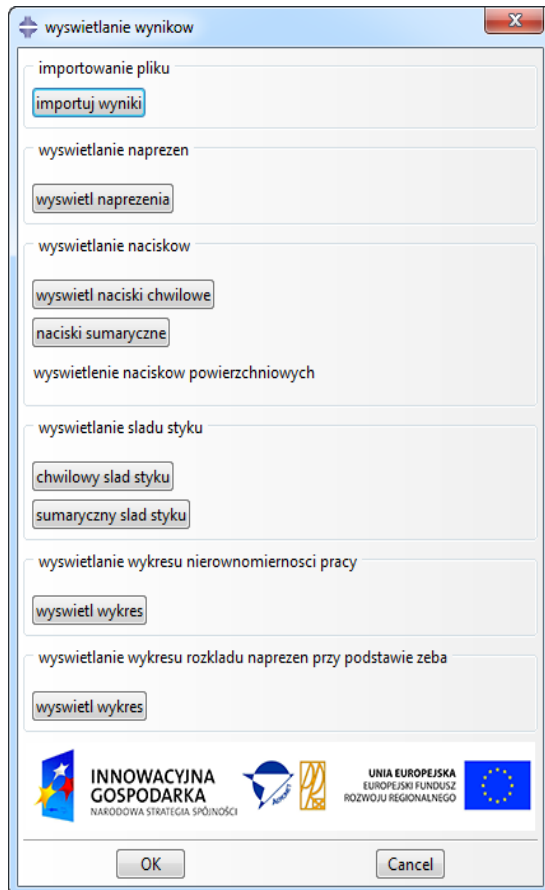 wyswietlanie wynikow
importowanie pliku
importuj wyniki
wyswietlanie naprezen
wyswietl naprezenia
wyswietlanie naciskow
wyswietl naciski chwilowe
naciski sumaryczne
wyswietlenie naciskow powierzchniowych
wyswietlanie sladu styku
chwilowy slad styku
sumaryczny slad styku
wyswietlanie wykresu nierownomiernosci pracy
wyswietl wykres
wyswietlanie wykresu rozkladu naprezen przy podstawie zeba
wyswietl wykres
INNOWACYJNA
GOSPODARKA
NARODOWA STRATEGIA SPÓJNOŚCI
UNIA EUROPEJSKA
EUROPEJSKI FUNDUSZ
ROZWOJU REGIONALNEGO
OK
Cancel